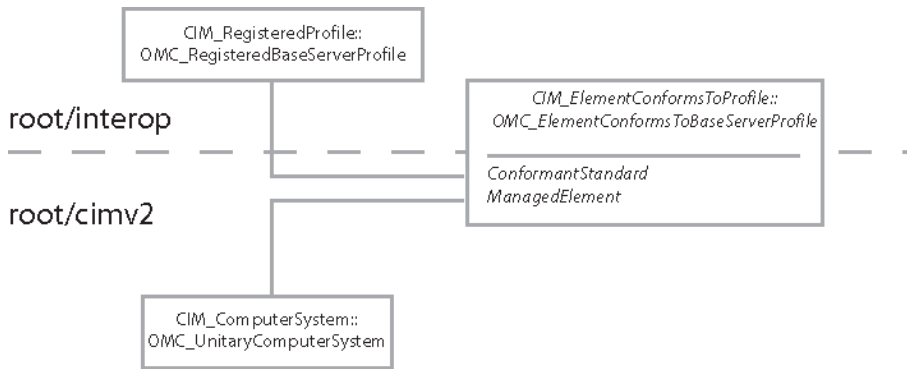 CIM_RegisteredProfile::
OMC_RegisteredBaseServerProfile
CIM_ElementConformsToProfile::
OMC_ElementConformsToBaseServerProfile
root/interop
ConformantStandard
ManagedElement
root/cimv2
CIM_ComputerSystem::
OMC_UnitaryComputerSystem